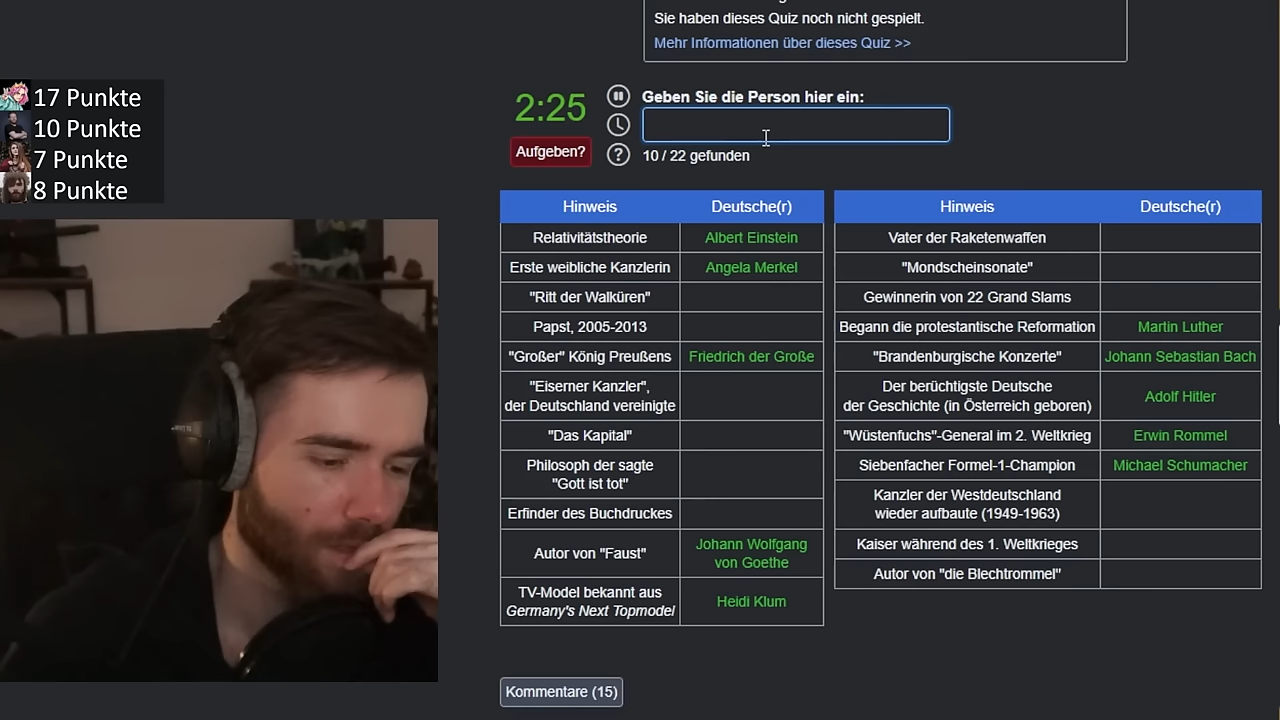 Sie haben dieses Quiz noch nicht gespielt.
Mehr Informationen über dieses Quiz >>
17 Punkte
10 Punkte
7 Punkte
8 Punkte
2:25
Aufgeben?
Geben Sie die Person hier ein:
10 / 22 gefunden
Hinweis Deutsche(r)
Relativitätstheorie Albert Einstein
Erste weibliche Kanzlerin Angela Merkel
"Ritt der Walküren"
Papst, 2005-2013
"Großer" König Preußens Friedrich der Große
"Eiserner Kanzler",
der Deutschland vereinigte
"Das Kapital"
Philosoph der sagte
"Gott ist tot"
Erfinder des Buchdruckes
Autor von "Faust" Johann Wolfgang
von Goethe
TV-Model bekannt aus
Germany's Next Topmodel Heidi Klum
Hinweis Deutsche(r)
Vater der Raketenwaffen
"Mondscheinsonate"
Gewinnerin von 22 Grand Slams
Begann die protestantische Reformation Martin Luther
"Brandenburgische Konzerte" Johann Sebastian Bach
Der berüchtigste Deutsche
der Geschichte (in Österreich geboren) Adolf Hitler
"Wüstenfuchs"-General im 2. Weltkrieg Erwin Rommel
Siebenfacher Formel-1-Champion Michael Schumacher
Kanzler der Westdeutschland
wieder aufbaute (1949-1963)
Kaiser während des 1. Weltkrieges
Autor von "die Blechtrommel"
Kommentare (15)